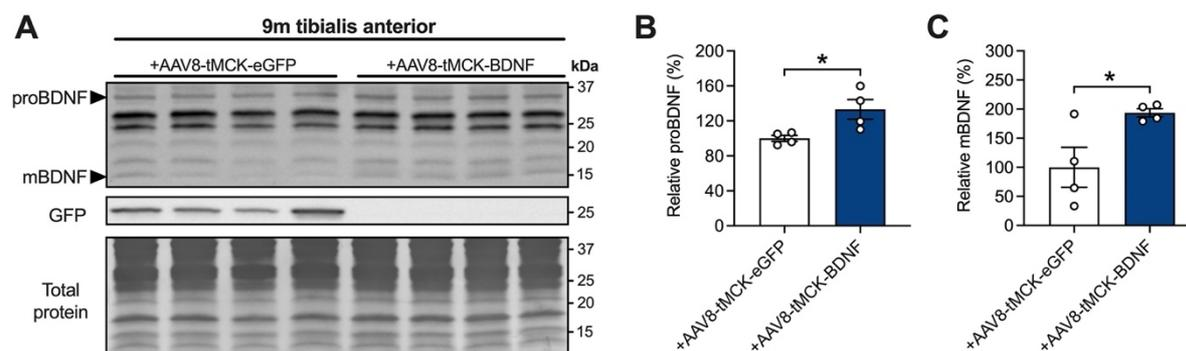 A
9m tibialis anterior
+AAV8-tMCK-eGFP +AAV8-tMCK-BDNF kDa
proBDNF 37
25
20
mBDNF 15
GFP 25
Total protein
37
25
20
15
B
Relative proBDNF (%)
200
160
120
80
40
0
*
+AAV8-tMCK-eGFP
+AAV8-tMCK-BDNF
C
Relative mBDNF (%)
300
250
200
150
100
50
0
*
+AAV8-tMCK-eGFP
+AAV8-tMCK-BDNF